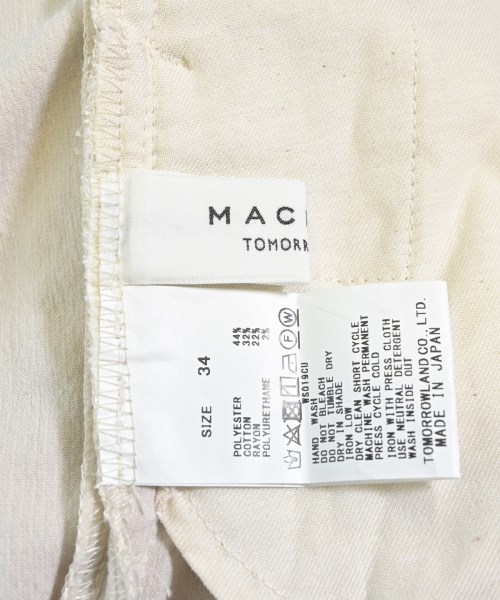 MAC
TOMORR
SIZE 34
POLYESTER 44%
COTTON 32%
RAYON 22%
POLYURETHANE 2%
WS019CU
HAND WASH
DO NOT BLEACH
DO NOT TUMBLE DRY
DRY IN SHADE
IRON LOW
DRY CLEAN SHORT CYCLE
MACHINE WASH PERMANENT
PRESS CYCLE COLD
IRON WITH PRESS CLOTH
USE NEUTRAL DETERGENT
WASH INSIDE OUT
TOMORROWLAND CO., LTD.
MADE IN JAPAN